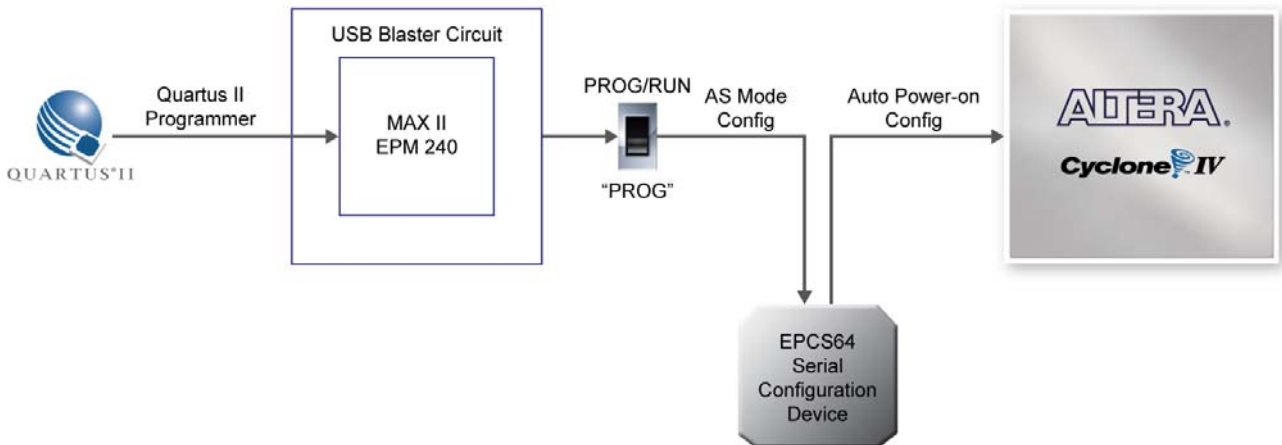 USB Blaster Circuit
Quartus II
Programmer
MAX II
EPM 240
PROG/RUN
"PROG"
AS Mode
Config
Auto Power-on
Config
QUARTUS®II
ALTERA®
Cyclone™ IV
EPCS64
Serial
Configuration
Device